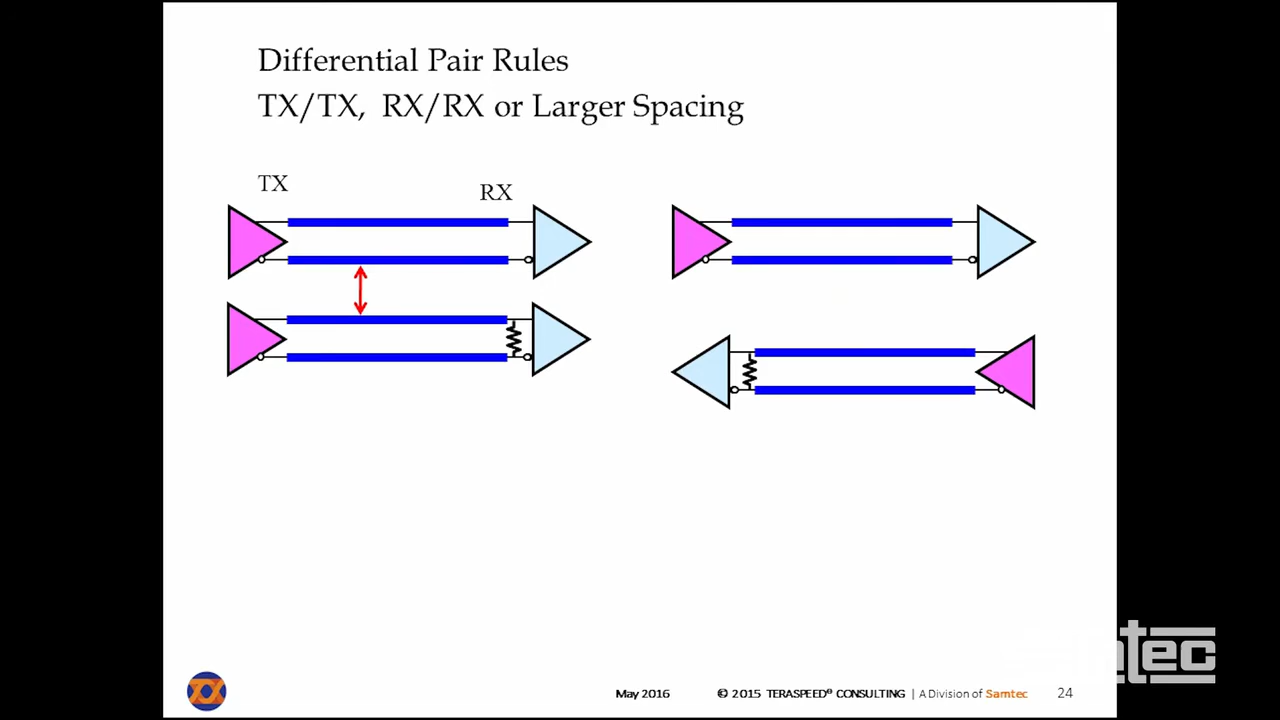 Differential Pair Rules
TX/TX, RX/RX or Larger Spacing
TX
RX
May 2016
© 2015 TERASPEED® CONSULTING | A Division of Samtec
24